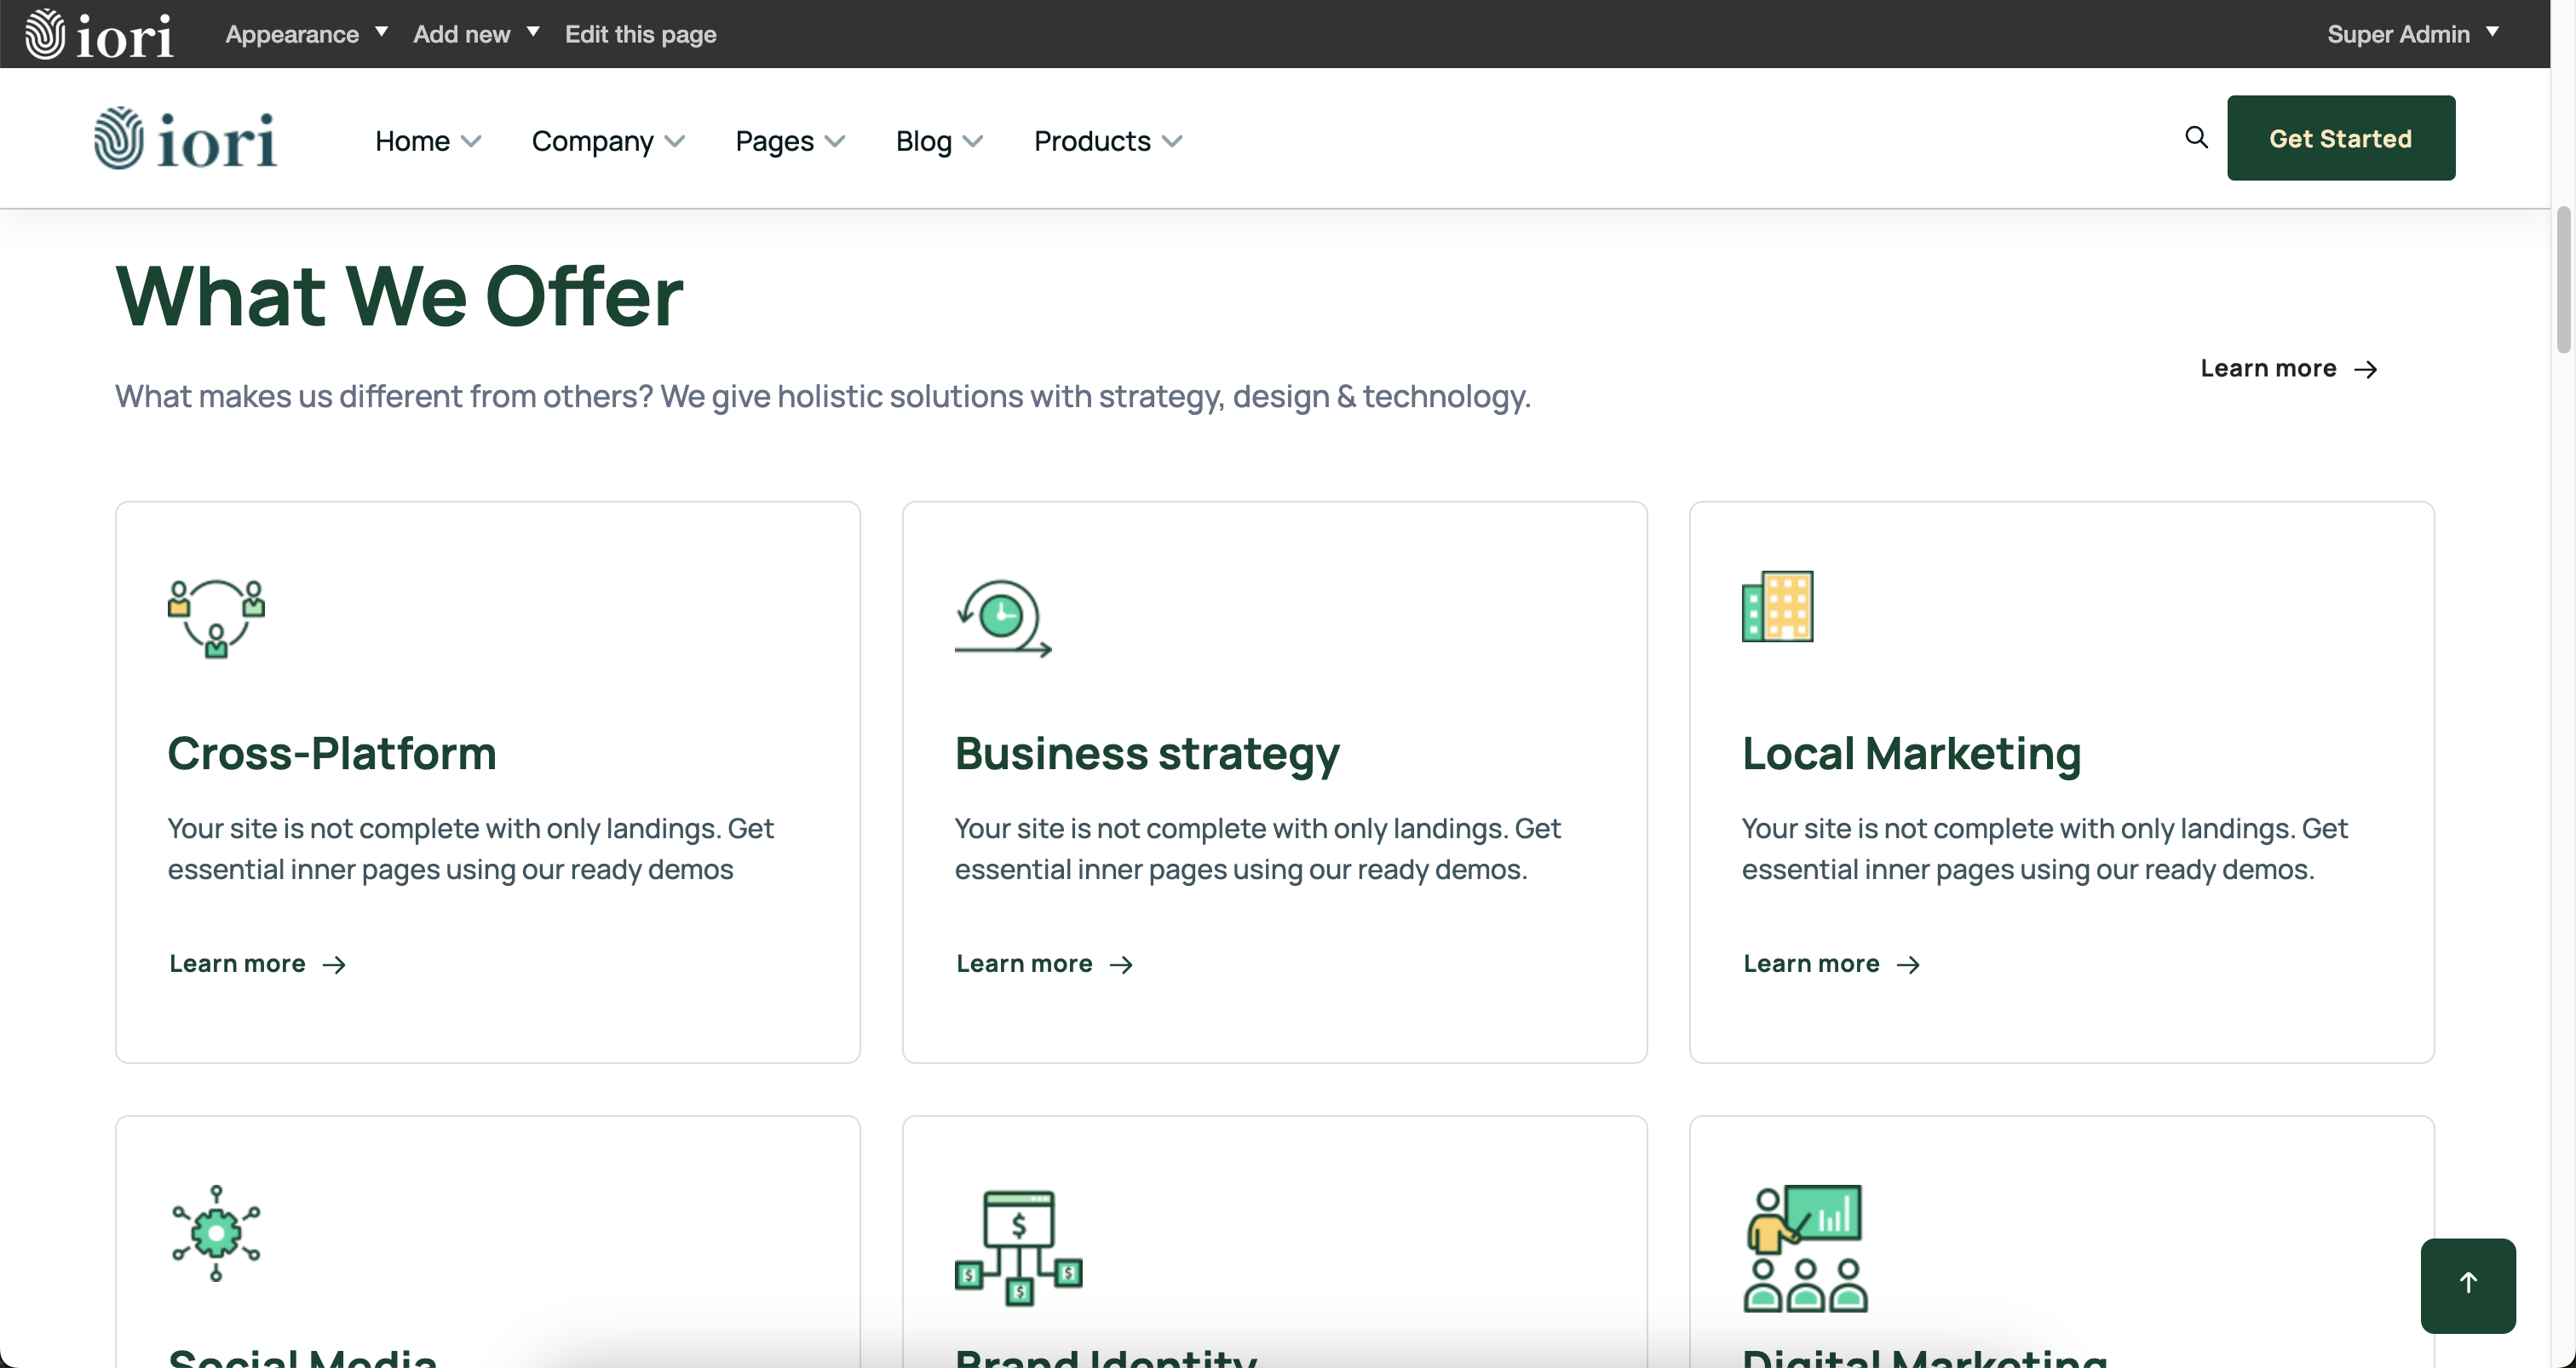 iori Appearance Add new Edit this page Super Admin
iori Home Company Pages Blog Products Get Started
What We Offer
Learn more
What makes us different from others? We give holistic solutions with strategy, design & technology.
Cross-Platform
Your site is not complete with only landings. Get
essential inner pages using our ready demos
Learn more
Business strategy
Your site is not complete with only landings. Get
essential inner pages using our ready demos.
Learn more
Local Marketing
Your site is not complete with only landings. Get
essential inner pages using our ready demos.
Learn more
$
$ $ $
Social Media
Brand Identity
Digital Marketing